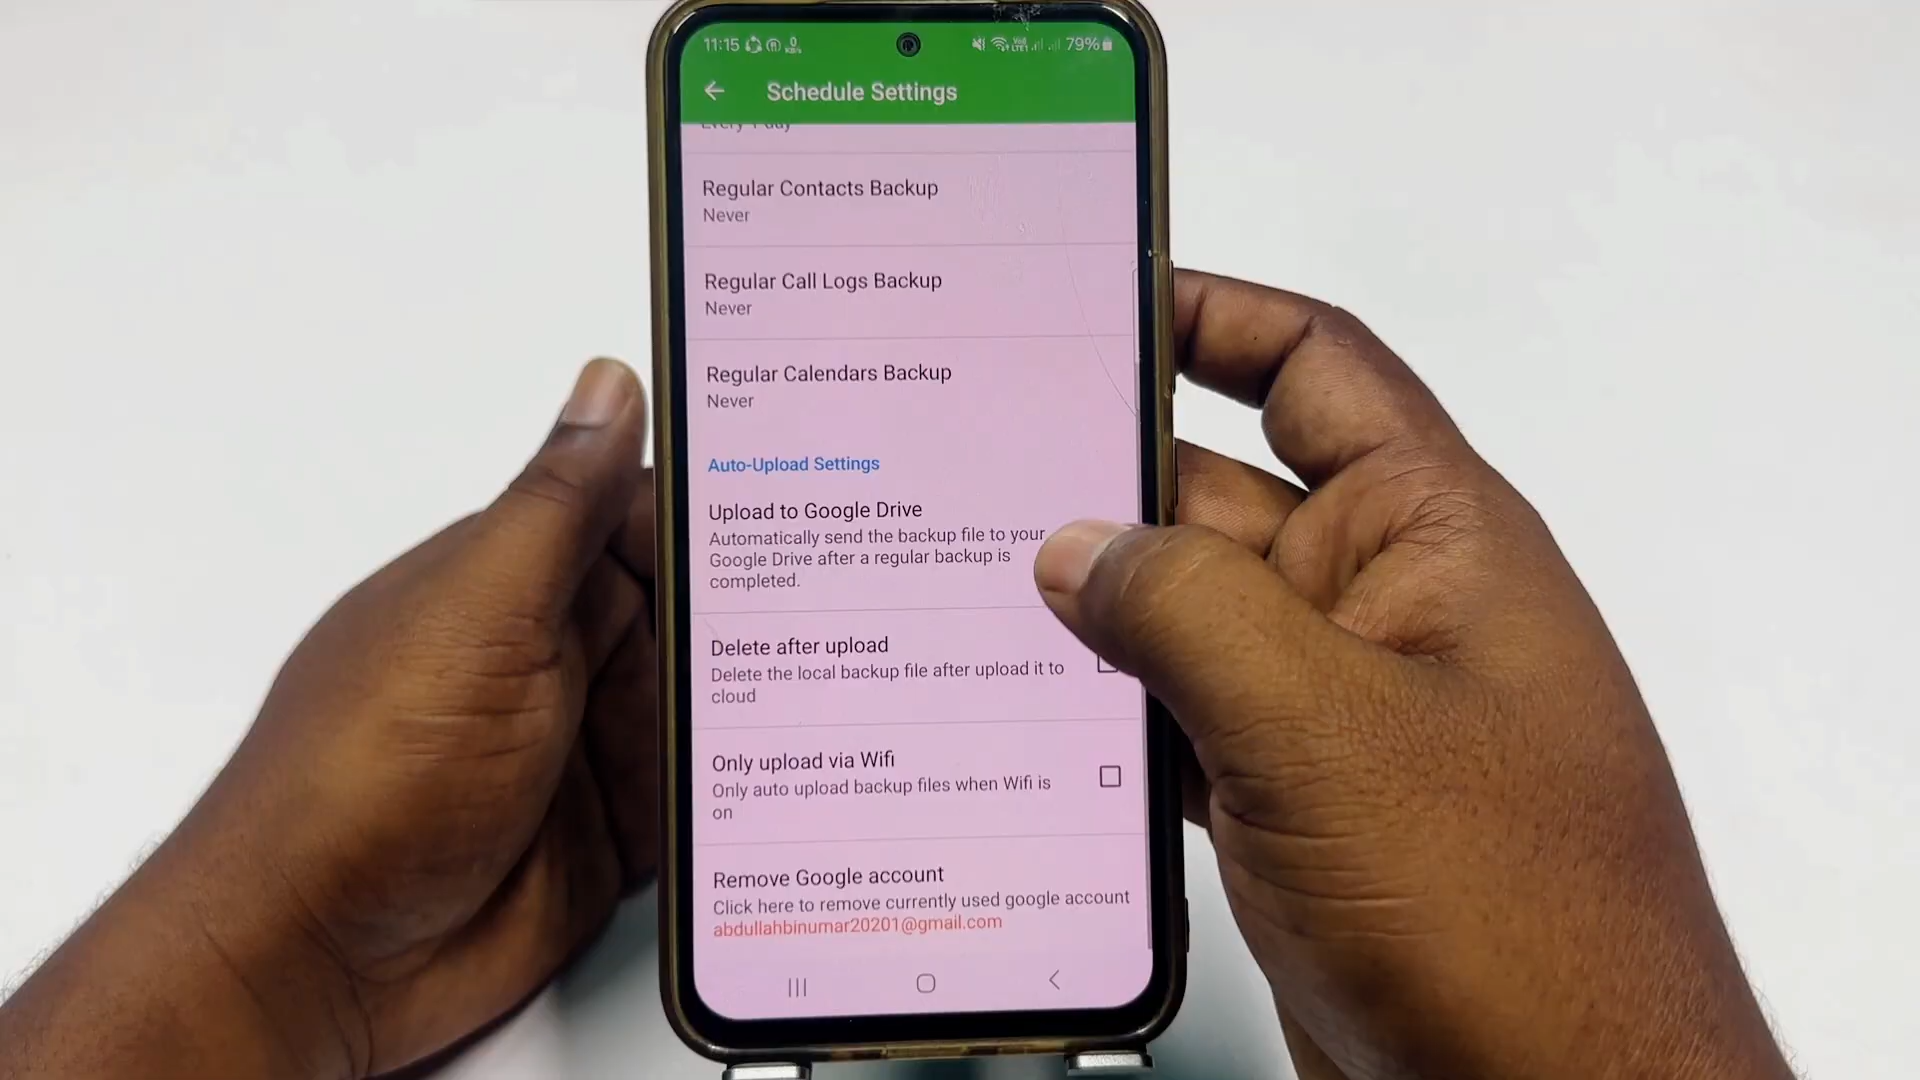 11:15 79%
Schedule Settings
Every 1 day
Regular Contacts Backup
Never
Regular Call Logs Backup
Never
Regular Calendars Backup
Never
Auto-Upload Settings
Upload to Google Drive
Automatically send the backup file to your
Google Drive after a regular backup is
completed.
Delete after upload
Delete the local backup file after upload it to
cloud
Only upload via Wifi
Only auto upload backup files when Wifi is
on
Remove Google account
Click here to remove currently used google account
abdullahbinumar20201@gmail.com